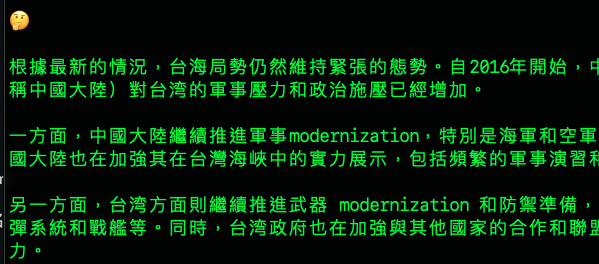 🤔
根據最新的情況，台海局勢仍然維持緊張的態勢。自2016年開始，中
稱中國大陸）對台湾的軍事壓力和政治施壓已經增加。
一方面，中國大陸繼續推進軍事modernization，特別是海軍和空軍
國大陸也在加強其在台灣海峽中的實力展示，包括頻繁的軍事演習和
另一方面，台湾方面則繼續推進武器 modernization 和防禦準備，
彈系統和戰艦等。同時，台湾政府也在加強與其他國家的合作和聯盟
力。